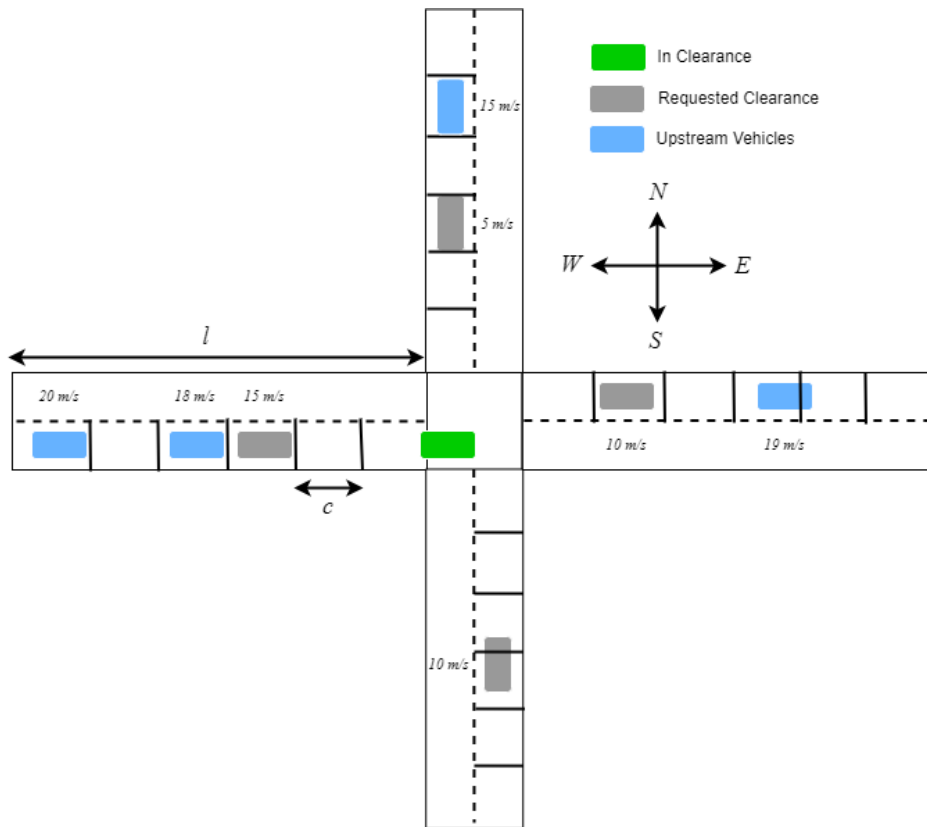 In Clearance
15 m/s
Requested Clearance
Upstream Vehicles
N
5 m/s
W
E
S
l
20 m/s
18 m/s
15 m/s
10 m/s
19 m/s
c
10 m/s